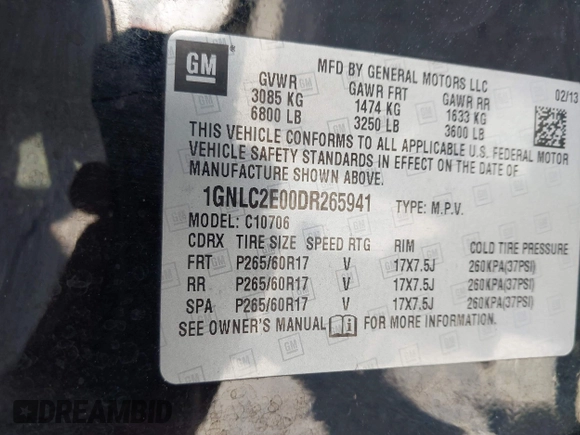 GM
MFD BY GENERAL MOTORS LLC
02/13
GVWR GAWR FRT GAWR RR
3085 KG 1474 KG 1633 KG
6800 LB 3250 LB 3600 LB
THIS VEHICLE CONFORMS TO ALL APPLICABLE U.S. FEDERAL MOTOR
VEHICLE SAFETY STANDARDS IN EFFECT ON THE DATE OF
MANUFACTURE SHOWN ABOVE.
1GNLC2E00DR265941 TYPE: M.P.V.
MODEL: C10706
CDRX TIRE SIZE SPEED RTG RIM COLD TIRE PRESSURE
FRT P265/60R17 V 17X7.5J 260KPA(37PSI)
RR P265/60R17 V 17X7.5J 260KPA(37PSI)
SPA P265/60R17 V 17X7.5J 260KPA(37PSI)
SEE OWNER'S MANUAL FOR MORE INFORMATION.
DREAMBID